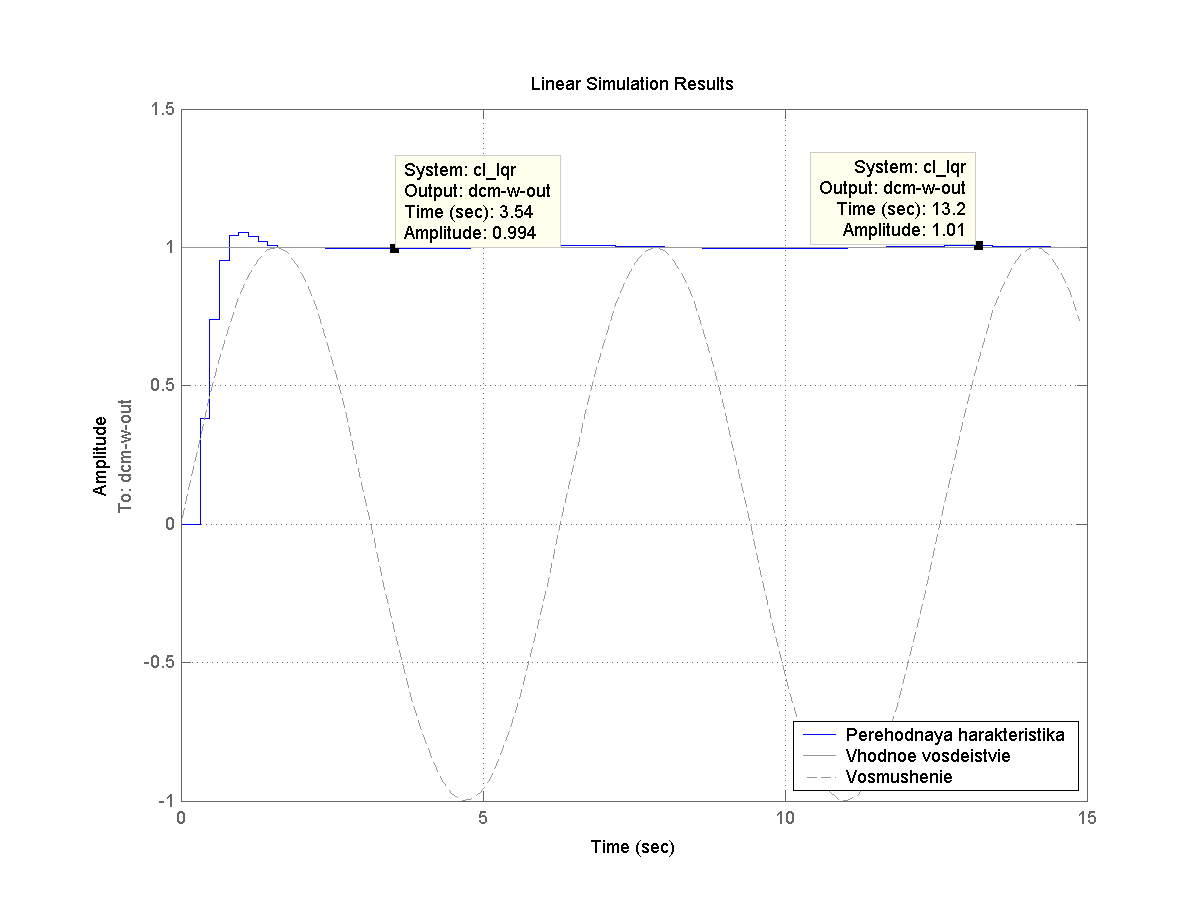 Linear Simulation Results
1.5
System: cl_lqr
Output: dcm-w-out
Time (sec): 3.54
Amplitude: 0.994
System: cl_lqr
Output: dcm-w-out
Time (sec): 13.2
Amplitude: 1.01
1
0.5
0
-0.5
-1
Amplitude
To: dcm-w-out
Perehodnaya harakteristika
Vhodnoe vosdeistvie
Vosmushenie
0
5
10
15
Time (sec)